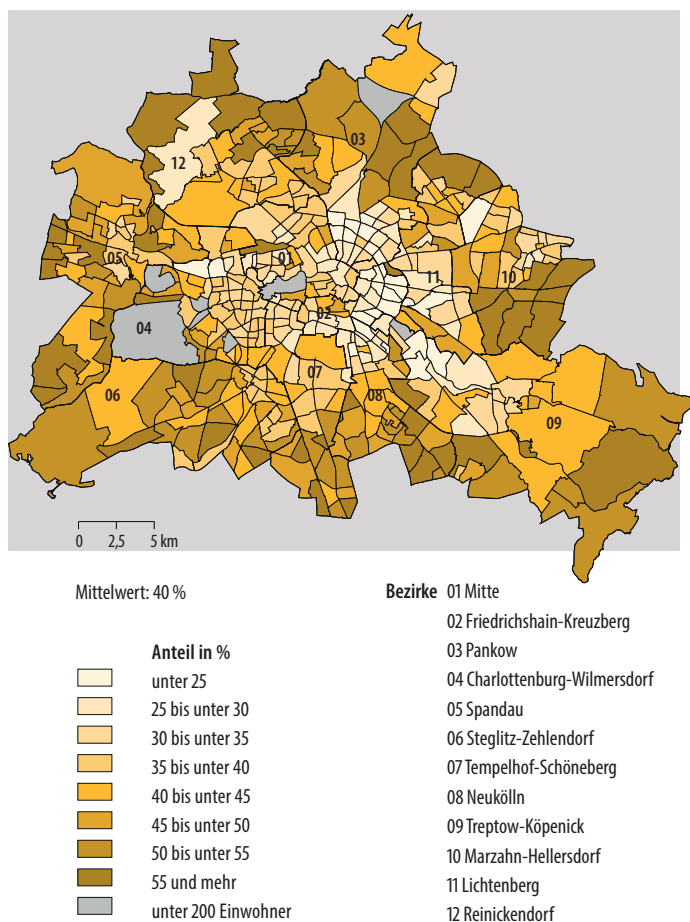 03
12
01
05
11
10
02
04
07
06
08
09
0 2,5 5 km
Mittelwert: 40 %
Anteil in %
unter 25
25 bis unter 30
30 bis unter 35
35 bis unter 40
40 bis unter 45
45 bis unter 50
50 bis unter 55
55 und mehr
unter 200 Einwohner
Bezirke 01 Mitte
02 Friedrichshain-Kreuzberg
03 Pankow
04 Charlottenburg-Wilmersdorf
05 Spandau
06 Steglitz-Zehlendorf
07 Tempelhof-Schöneberg
08 Neukölln
09 Treptow-Köpenick
10 Marzahn-Hellersdorf
11 Lichtenberg
12 Reinickendorf